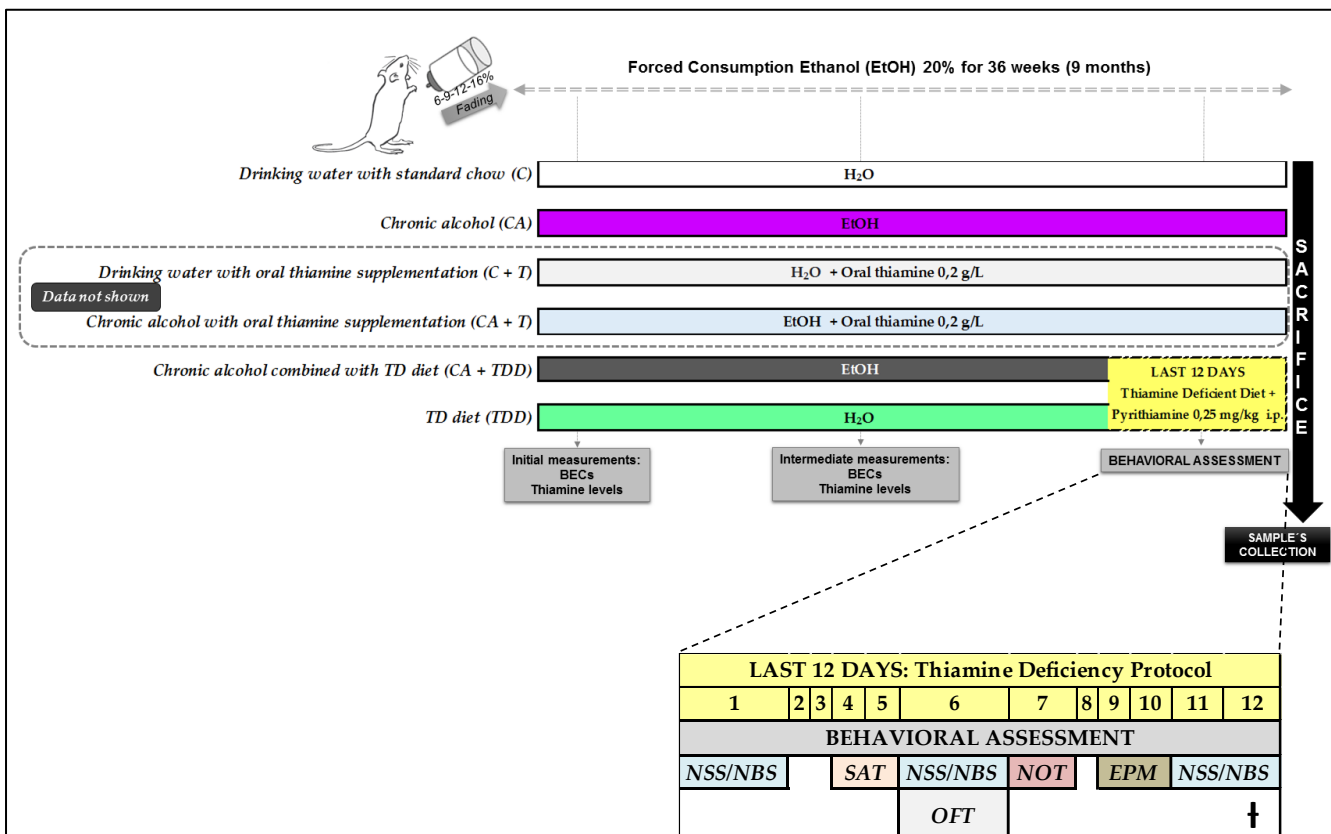 Forced Consumption Ethanol (EtOH) 20% for 36 weeks (9 months)
6-9-12-16%
Fading
Drinking water with standard chow (C)
H₂O
Chronic alcohol (CA)
EtOH
Drinking water with oral thiamine supplementation (C + T)
H₂O + Oral thiamine 0,2 g/L
Data not shown
Chronic alcohol with oral thiamine supplementation (CA + T)
EtOH + Oral thiamine 0,2 g/L
Chronic alcohol combined with TD diet (CA + TDD)
EtOH
TD diet (TDD)
H₂O
LAST 12 DAYS
Thiamine Deficient Diet +
Pyrithiamine 0,25 mg/kg i.p.
SACRIFICE
Initial measurements:
BECs
Thiamine levels
Intermediate measurements:
BECs
Thiamine levels
BEHAVIORAL ASSESSMENT
SAMPLE´S
COLLECTION
LAST 12 DAYS: Thiamine Deficiency Protocol
1 2 3 4 5 6 7 8 9 10 11 12
BEHAVIORAL ASSESSMENT
NSS/NBS SAT NSS/NBS NOT EPM NSS/NBS
OFT ƚ